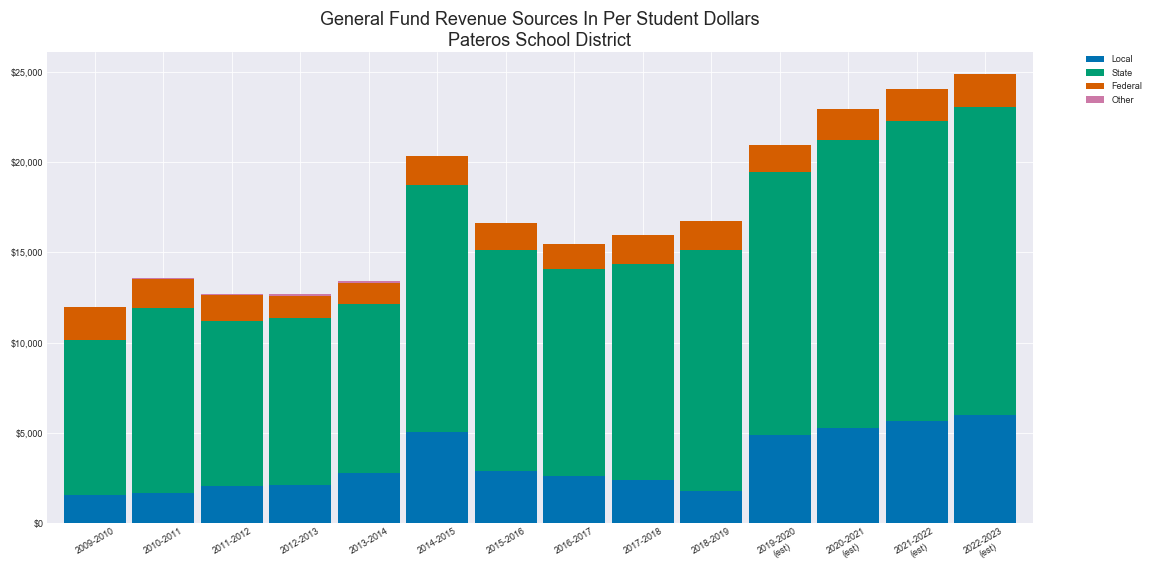 General Fund Revenue Sources In Per Student Dollars
Pateros School District
Local
State
Federal
Other
$25,000
$20,000
$15,000
$10,000
$5,000
$0
2009-2010
2010-2011
2011-2012
2012-2013
2013-2014
2014-2015
2015-2016
2016-2017
2017-2018
2018-2019
2019-2020
(est)
2020-2021
(est)
2021-2022
(est)
2022-2023
(est)